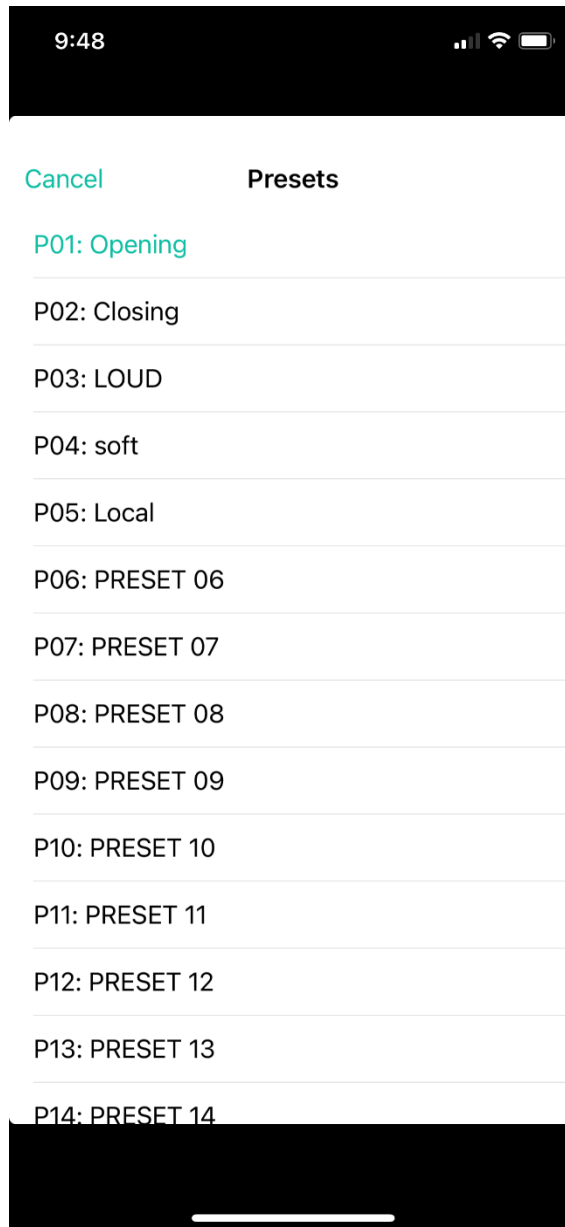 9:48
Cancel
Presets
P01: Opening
P02: Closing
P03: LOUD
P04: soft
P05: Local
P06: PRESET 06
P07: PRESET 07
P08: PRESET 08
P09: PRESET 09
P10: PRESET 10
P11: PRESET 11
P12: PRESET 12
P13: PRESET 13
P14: PRESET 14